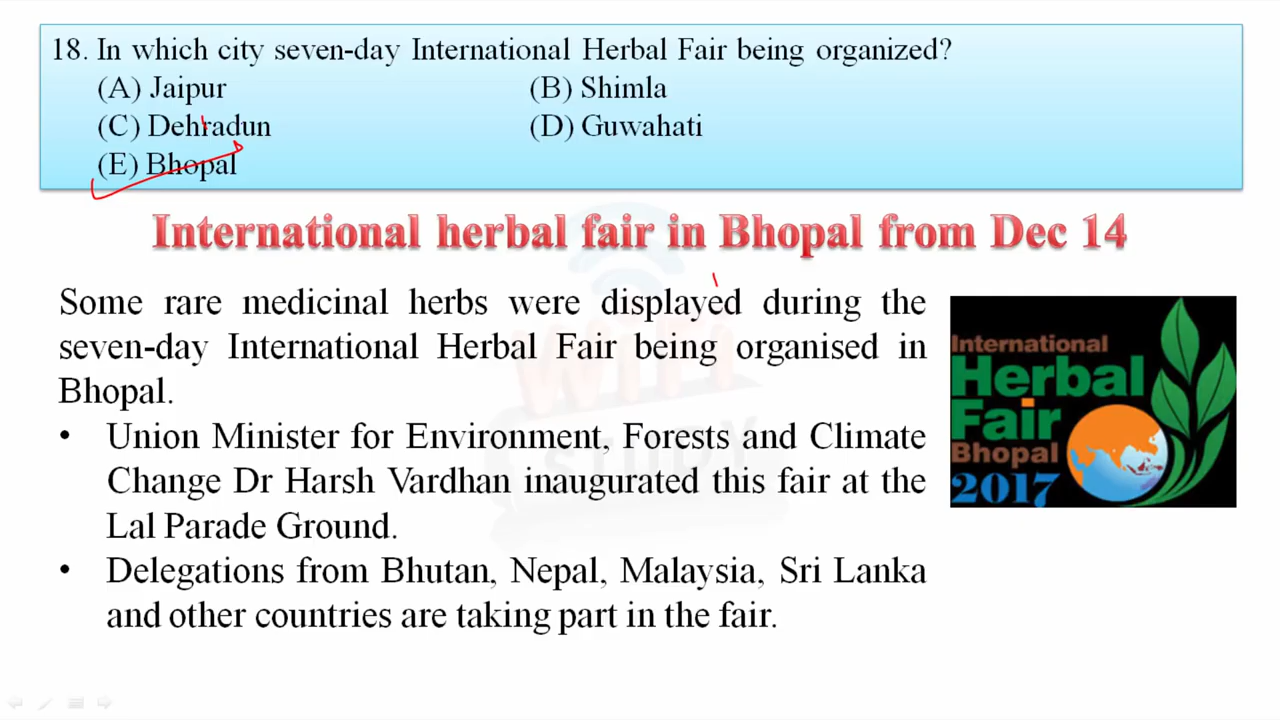 18. In which city seven-day International Herbal Fair being organized?
(A) Jaipur (B) Shimla
(C) Dehradun (D) Guwahati
(E) Bhopal
International herbal fair in Bhopal from Dec 14
Some rare medicinal herbs were displayed during the
seven-day International Herbal Fair being organised in
Bhopal.
• Union Minister for Environment, Forests and Climate
Change Dr Harsh Vardhan inaugurated this fair at the
Lal Parade Ground.
• Delegations from Bhutan, Nepal, Malaysia, Sri Lanka
and other countries are taking part in the fair.
International
Herbal
Fair
Bhopal
2017
WiFi
STUDY